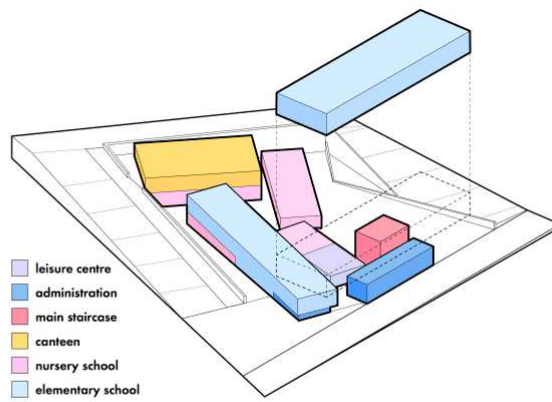 leisure centre
administration
main staircase
canteen
nursery school
elementary school